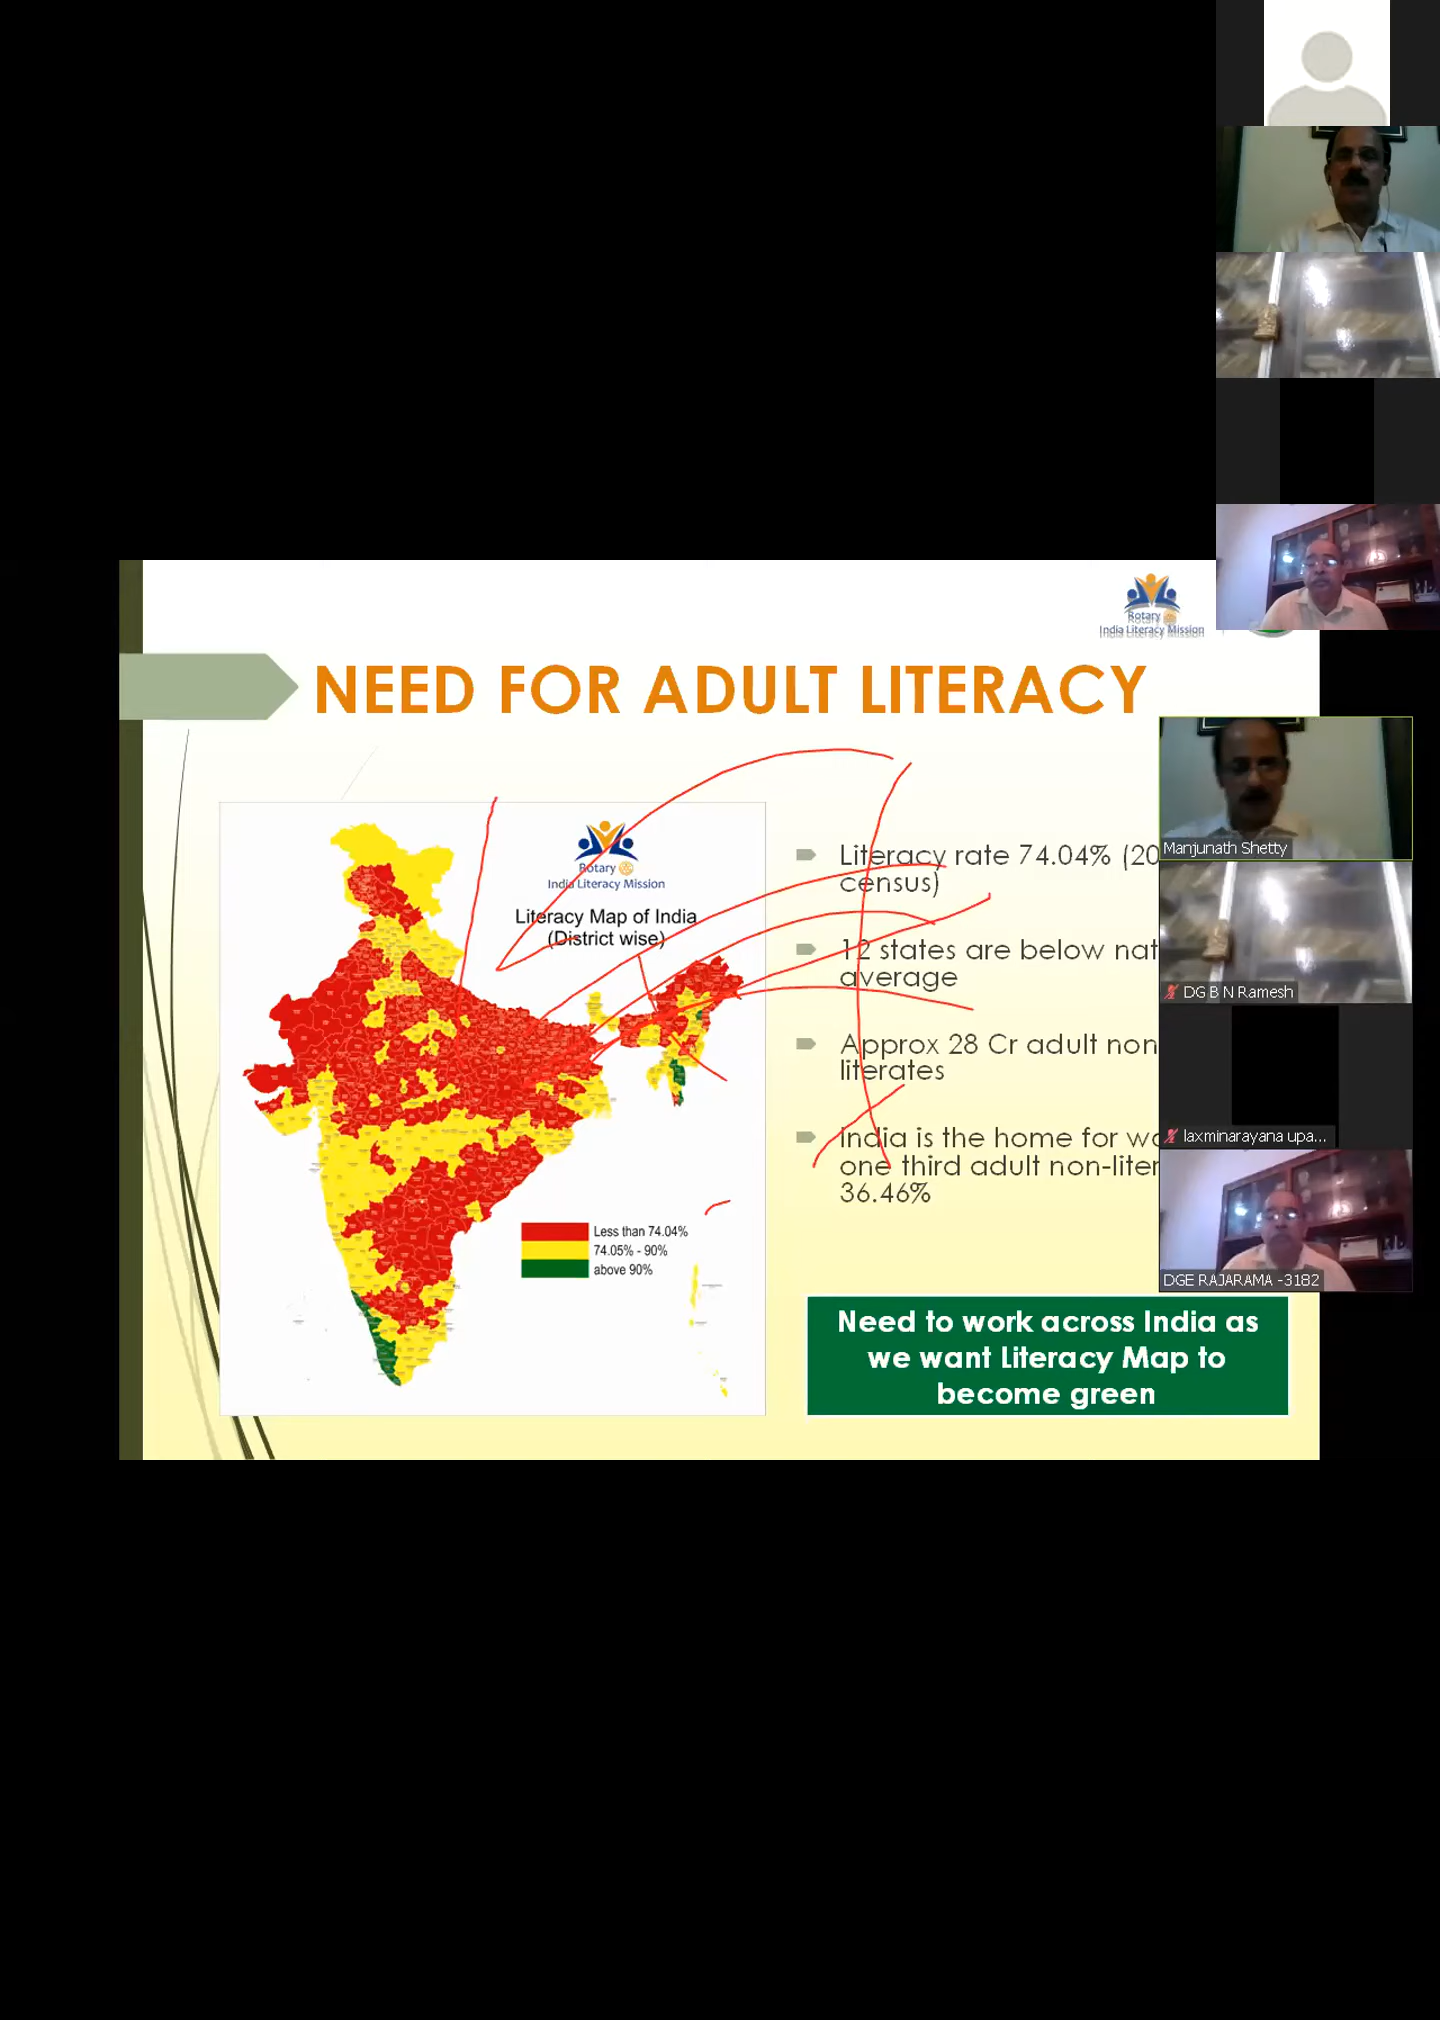 Rotary
India Literacy Mission
NEED FOR ADULT LITERACY
Rotary
India Literacy Mission
Literacy Map of India
(District wise)
Less than 74.04%
74.05% - 90%
above 90%
Literacy rate 74.04% (20
census)
12 states are below nat
average
Approx 28 Cr adult non
literates
India is the home for wo
one third adult non-liter
36.46%
Need to work across India as
we want Literacy Map to
become green
Manjunath Shetty
DG B N Ramesh
laxminarayana upa...
DGE RAJARAMA -3182